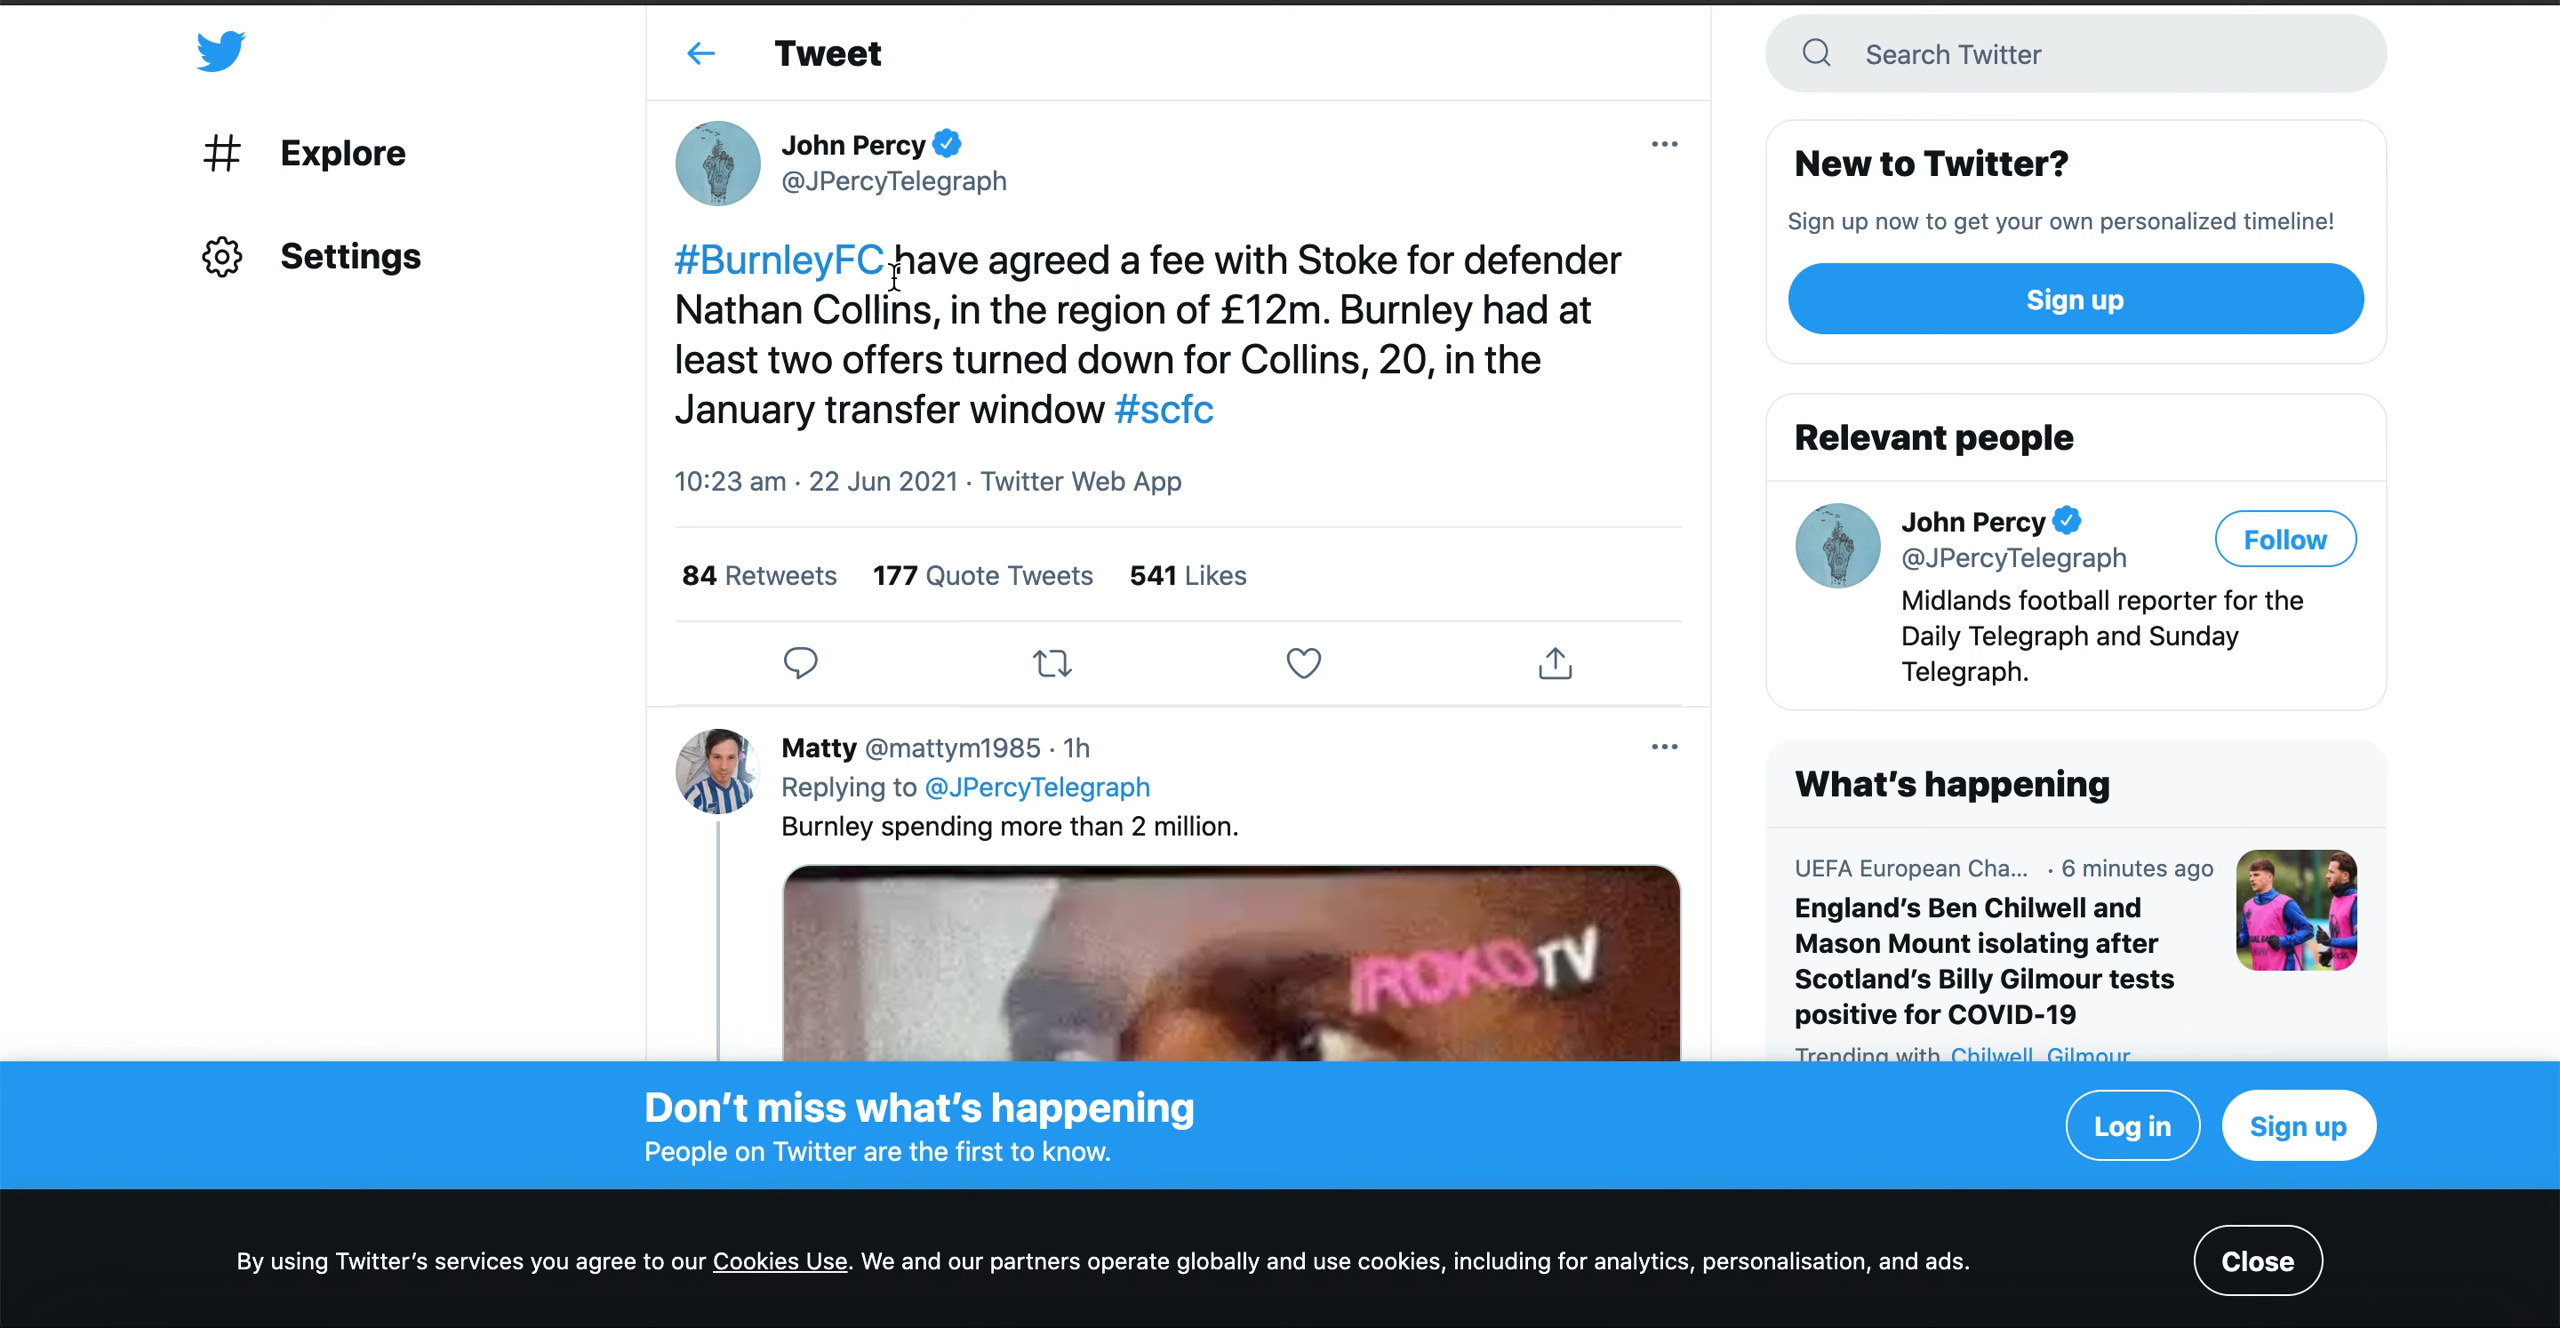 Tweet
Search Twitter
Explore
Settings
John Percy
@JPercyTelegraph
#BurnleyFC have agreed a fee with Stoke for defender
Nathan Collins, in the region of £12m. Burnley had at
least two offers turned down for Collins, 20, in the
January transfer window #scfc
10:23 am · 22 Jun 2021 · Twitter Web App
84 Retweets 177 Quote Tweets 541 Likes
Matty @mattym1985 · 1h
Replying to @JPercyTelegraph
Burnley spending more than 2 million.
IROKOTV
New to Twitter?
Sign up now to get your own personalized timeline!
Sign up
Relevant people
John Percy
@JPercyTelegraph
Follow
Midlands football reporter for the
Daily Telegraph and Sunday
Telegraph.
What's happening
UEFA European Cha... · 6 minutes ago
England's Ben Chilwell and
Mason Mount isolating after
Scotland's Billy Gilmour tests
positive for COVID-19
Trending with Chilwell, Gilmour
Don't miss what's happening
People on Twitter are the first to know.
Log in
Sign up
By using Twitter's services you agree to our Cookies Use. We and our partners operate globally and use cookies, including for analytics, personalisation, and ads.
Close